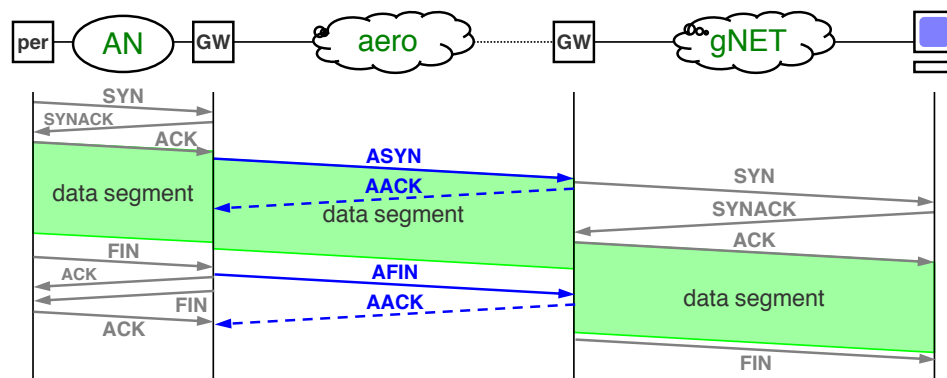 per AN GW aero GW gNET
SYN
SYNACK
ACK
data segment
FIN
ACK
FIN
ACK
ASYN
AACK
data segment
AFIN
AACK
SYN
SYNACK
ACK
data segment
FIN